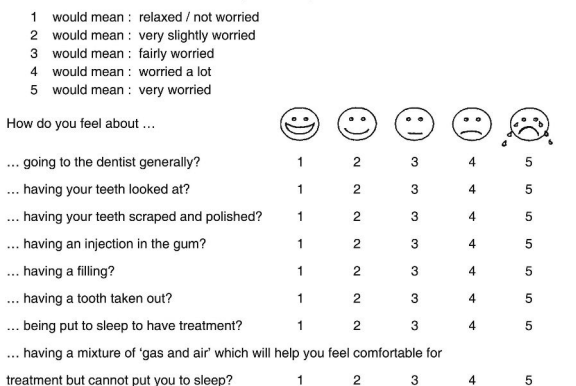 1 would mean : relaxed / not worried
2 would mean : very slightly worried
3 would mean : fairly worried
4 would mean : worried a lot
5 would mean : very worried
How do you feel about ...
... going to the dentist generally? 1 2 3 4 5
... having your teeth looked at? 1 2 3 4 5
... having your teeth scraped and polished? 1 2 3 4 5
... having an injection in the gum? 1 2 3 4 5
... having a filling? 1 2 3 4 5
... having a tooth taken out? 1 2 3 4 5
... being put to sleep to have treatment? 1 2 3 4 5
... having a mixture of ‘gas and air’ which will help you feel comfortable for
treatment but cannot put you to sleep? 1 2 3 4 5